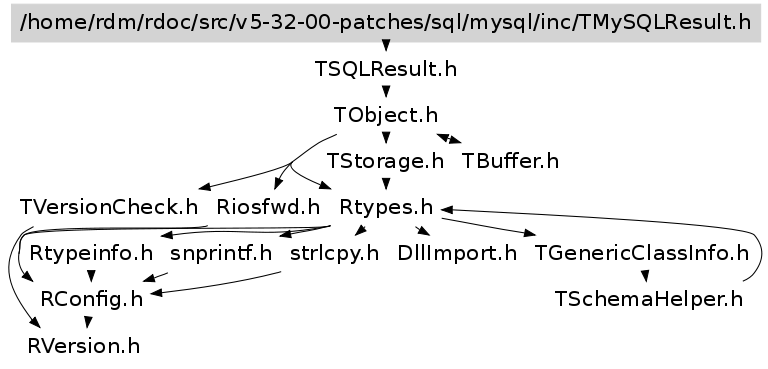 /home/rdm/rdoc/src/v5-32-00-patches/sql/mysql/inc/TMySQLResult.h
TSQLResult.h
TObject.h
TStorage.h
TBuffer.h
TVersionCheck.h
Riosfwd.h
Rtypes.h
Rtypeinfo.h
snprintf.h
strlcpy.h
DllImport.h
TGenericClassInfo.h
RConfig.h
TSchemaHelper.h
RVersion.h